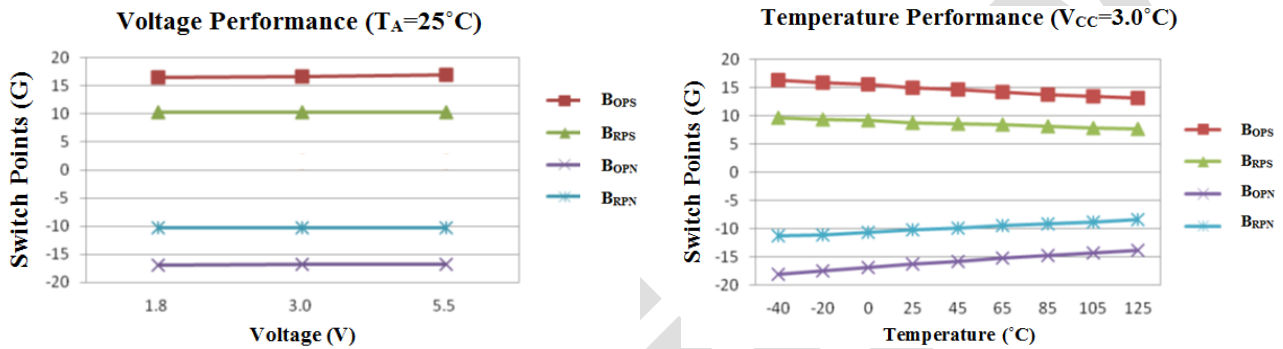 Voltage Performance (TA=25˚C)
Switch Points (G)
20
15
10
5
0
-5
-10
-15
-20
1.8 3.0 5.5
Voltage (V)
BOPS
BRPS
BOPN
BRPN
Temperature Performance (VCC=3.0˚C)
Switch Points (G)
20
15
10
5
0
-5
-10
-15
-20
-40 -20 0 25 45 65 85 105 125
Temperature (˚C)
BOPS
BRPS
BOPN
BRPN